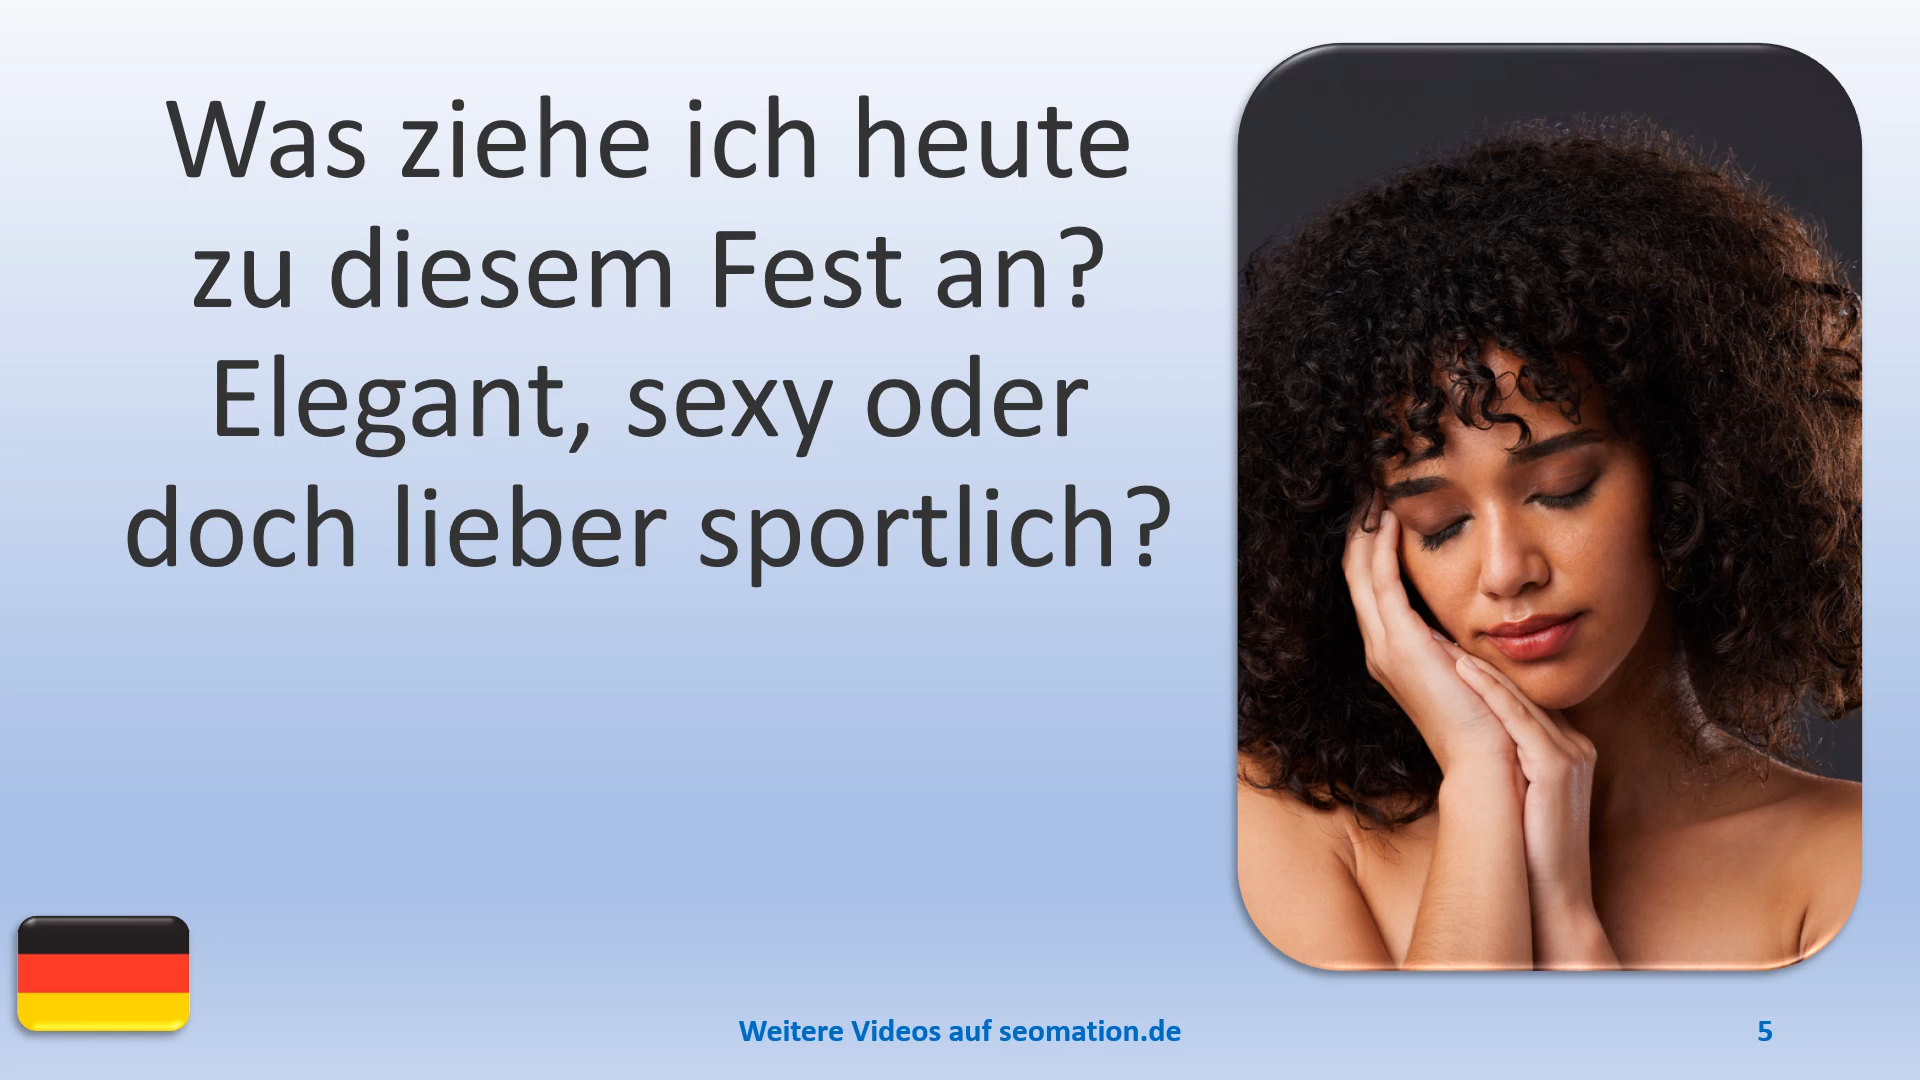 Was ziehe ich heute
zu diesem Fest an?
Elegant, sexy oder
doch lieber sportlich?
Weitere Videos auf seomation.de
5